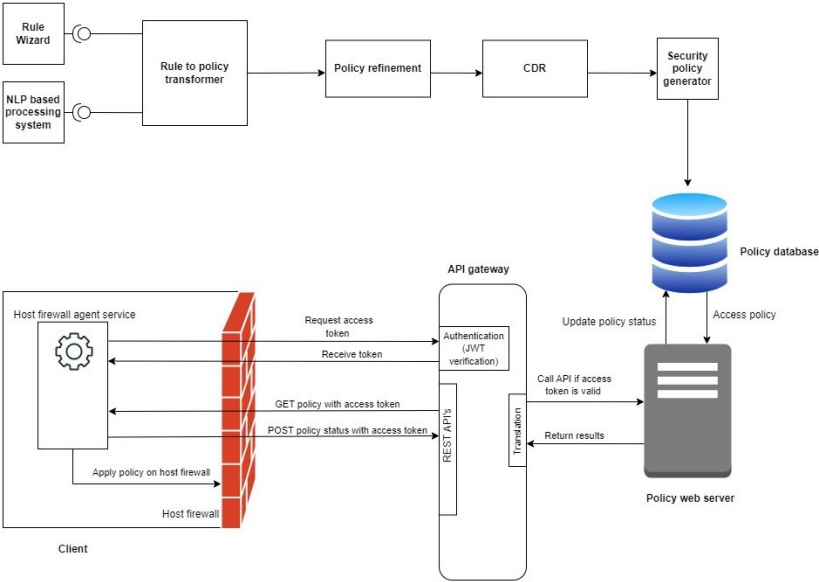 Rule
Wizard
NLP based
processing
system
Rule to policy
transformer
Policy refinement
CDR
Security
policy
generator
Policy database
API gateway
Update policy status
Access policy
Host firewall agent service
Request access
token
Receive token
Authentication
(JWT
verification)
GET policy with access token
POST policy status with access token
REST API's
Translation
Call API if access
token is valid
Return results
Apply policy on host firewall
Host firewall
Policy web server
Client